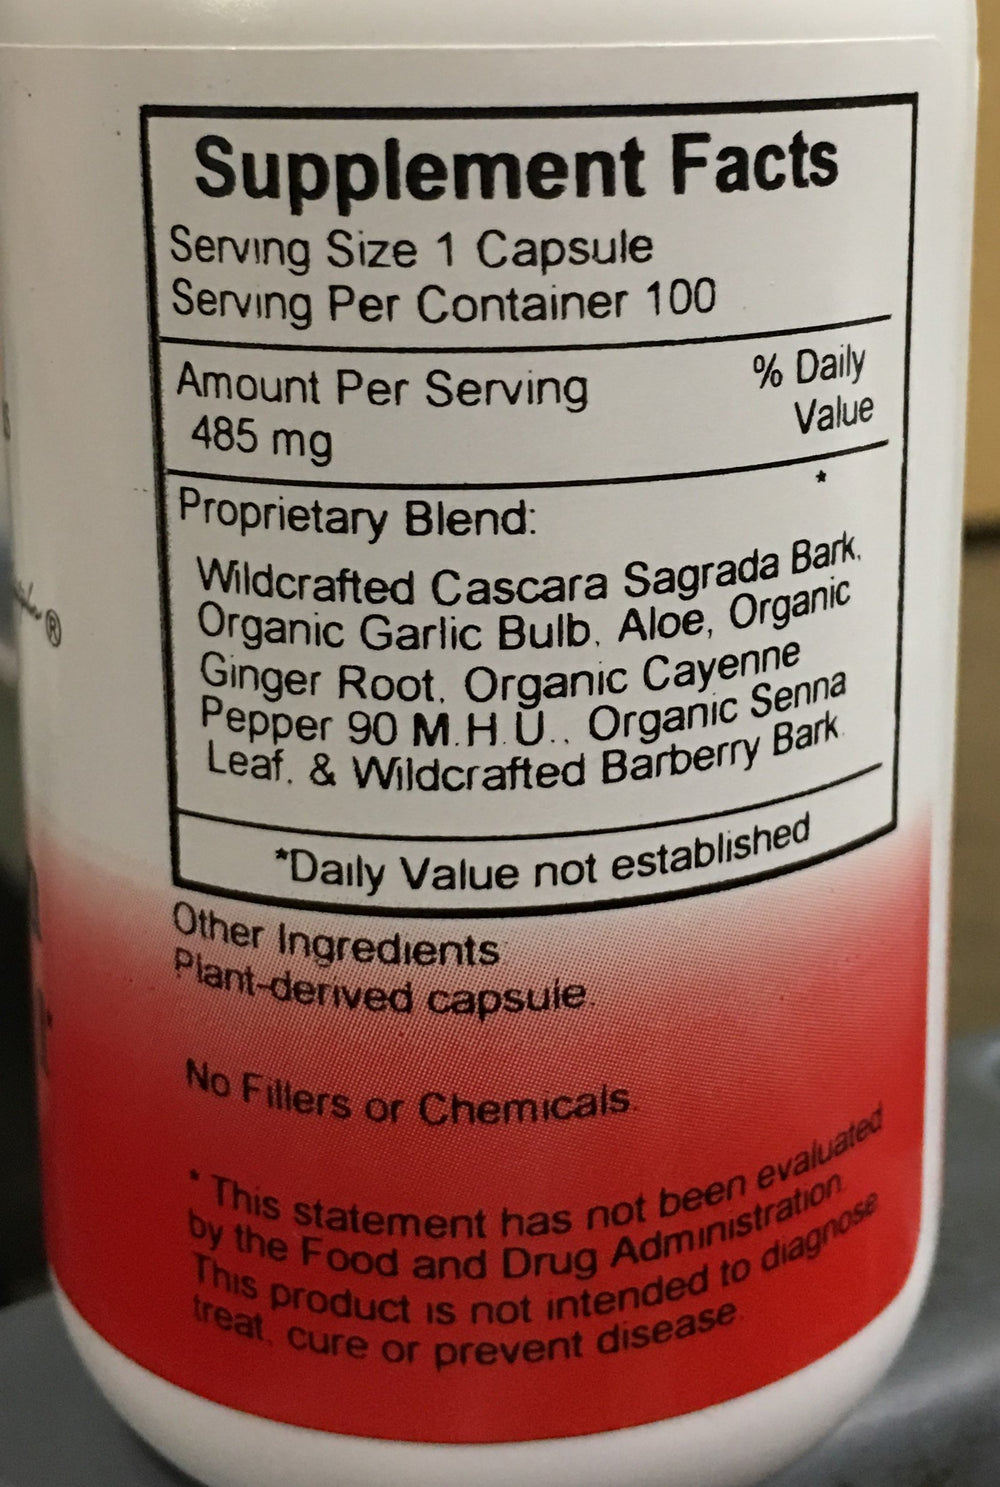 Supplement Facts
Serving Size 1 Capsule
Serving Per Container 100
Amount Per Serving
485 mg
% Daily
Value
*
Proprietary Blend:
Wildcrafted Cascara Sagrada Bark,
Organic Garlic Bulb, Aloe, Organic
Ginger Root, Organic Cayenne
Pepper 90 M.H.U., Organic Senna
Leaf, & Wildcrafted Barberry Bark.
*Daily Value not established
Other Ingredients:
Plant-derived capsule.
No Fillers or Chemicals.
* This statement has not been evaluated
by the Food and Drug Administration.
This product is not intended to diagnose
treat, cure or prevent disease.
®